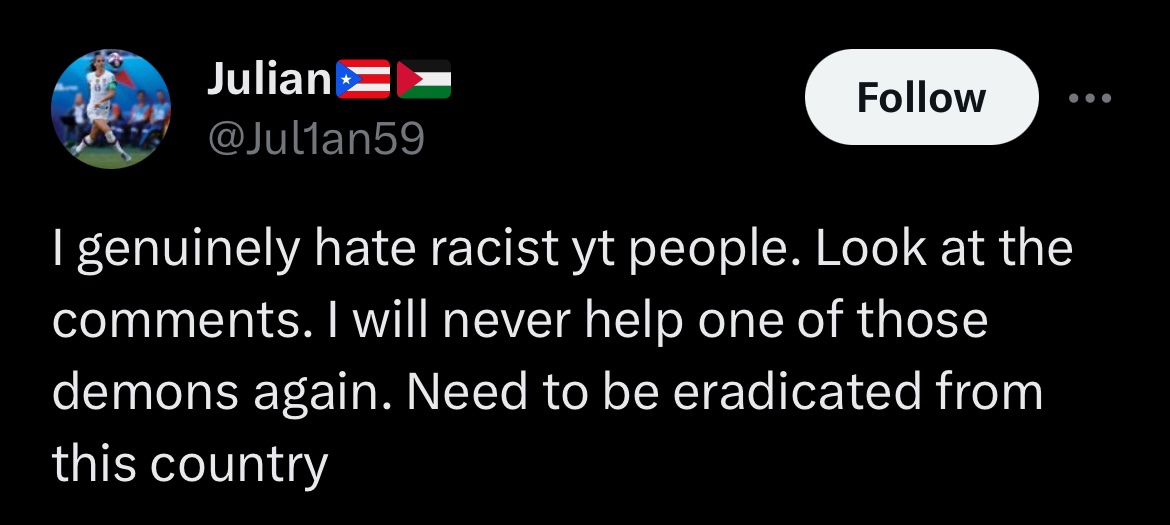 Julian🇵🇷🇵🇸
@Jul1an59
Follow
I genuinely hate racist yt people. Look at the
comments. I will never help one of those
demons again. Need to be eradicated from
this country